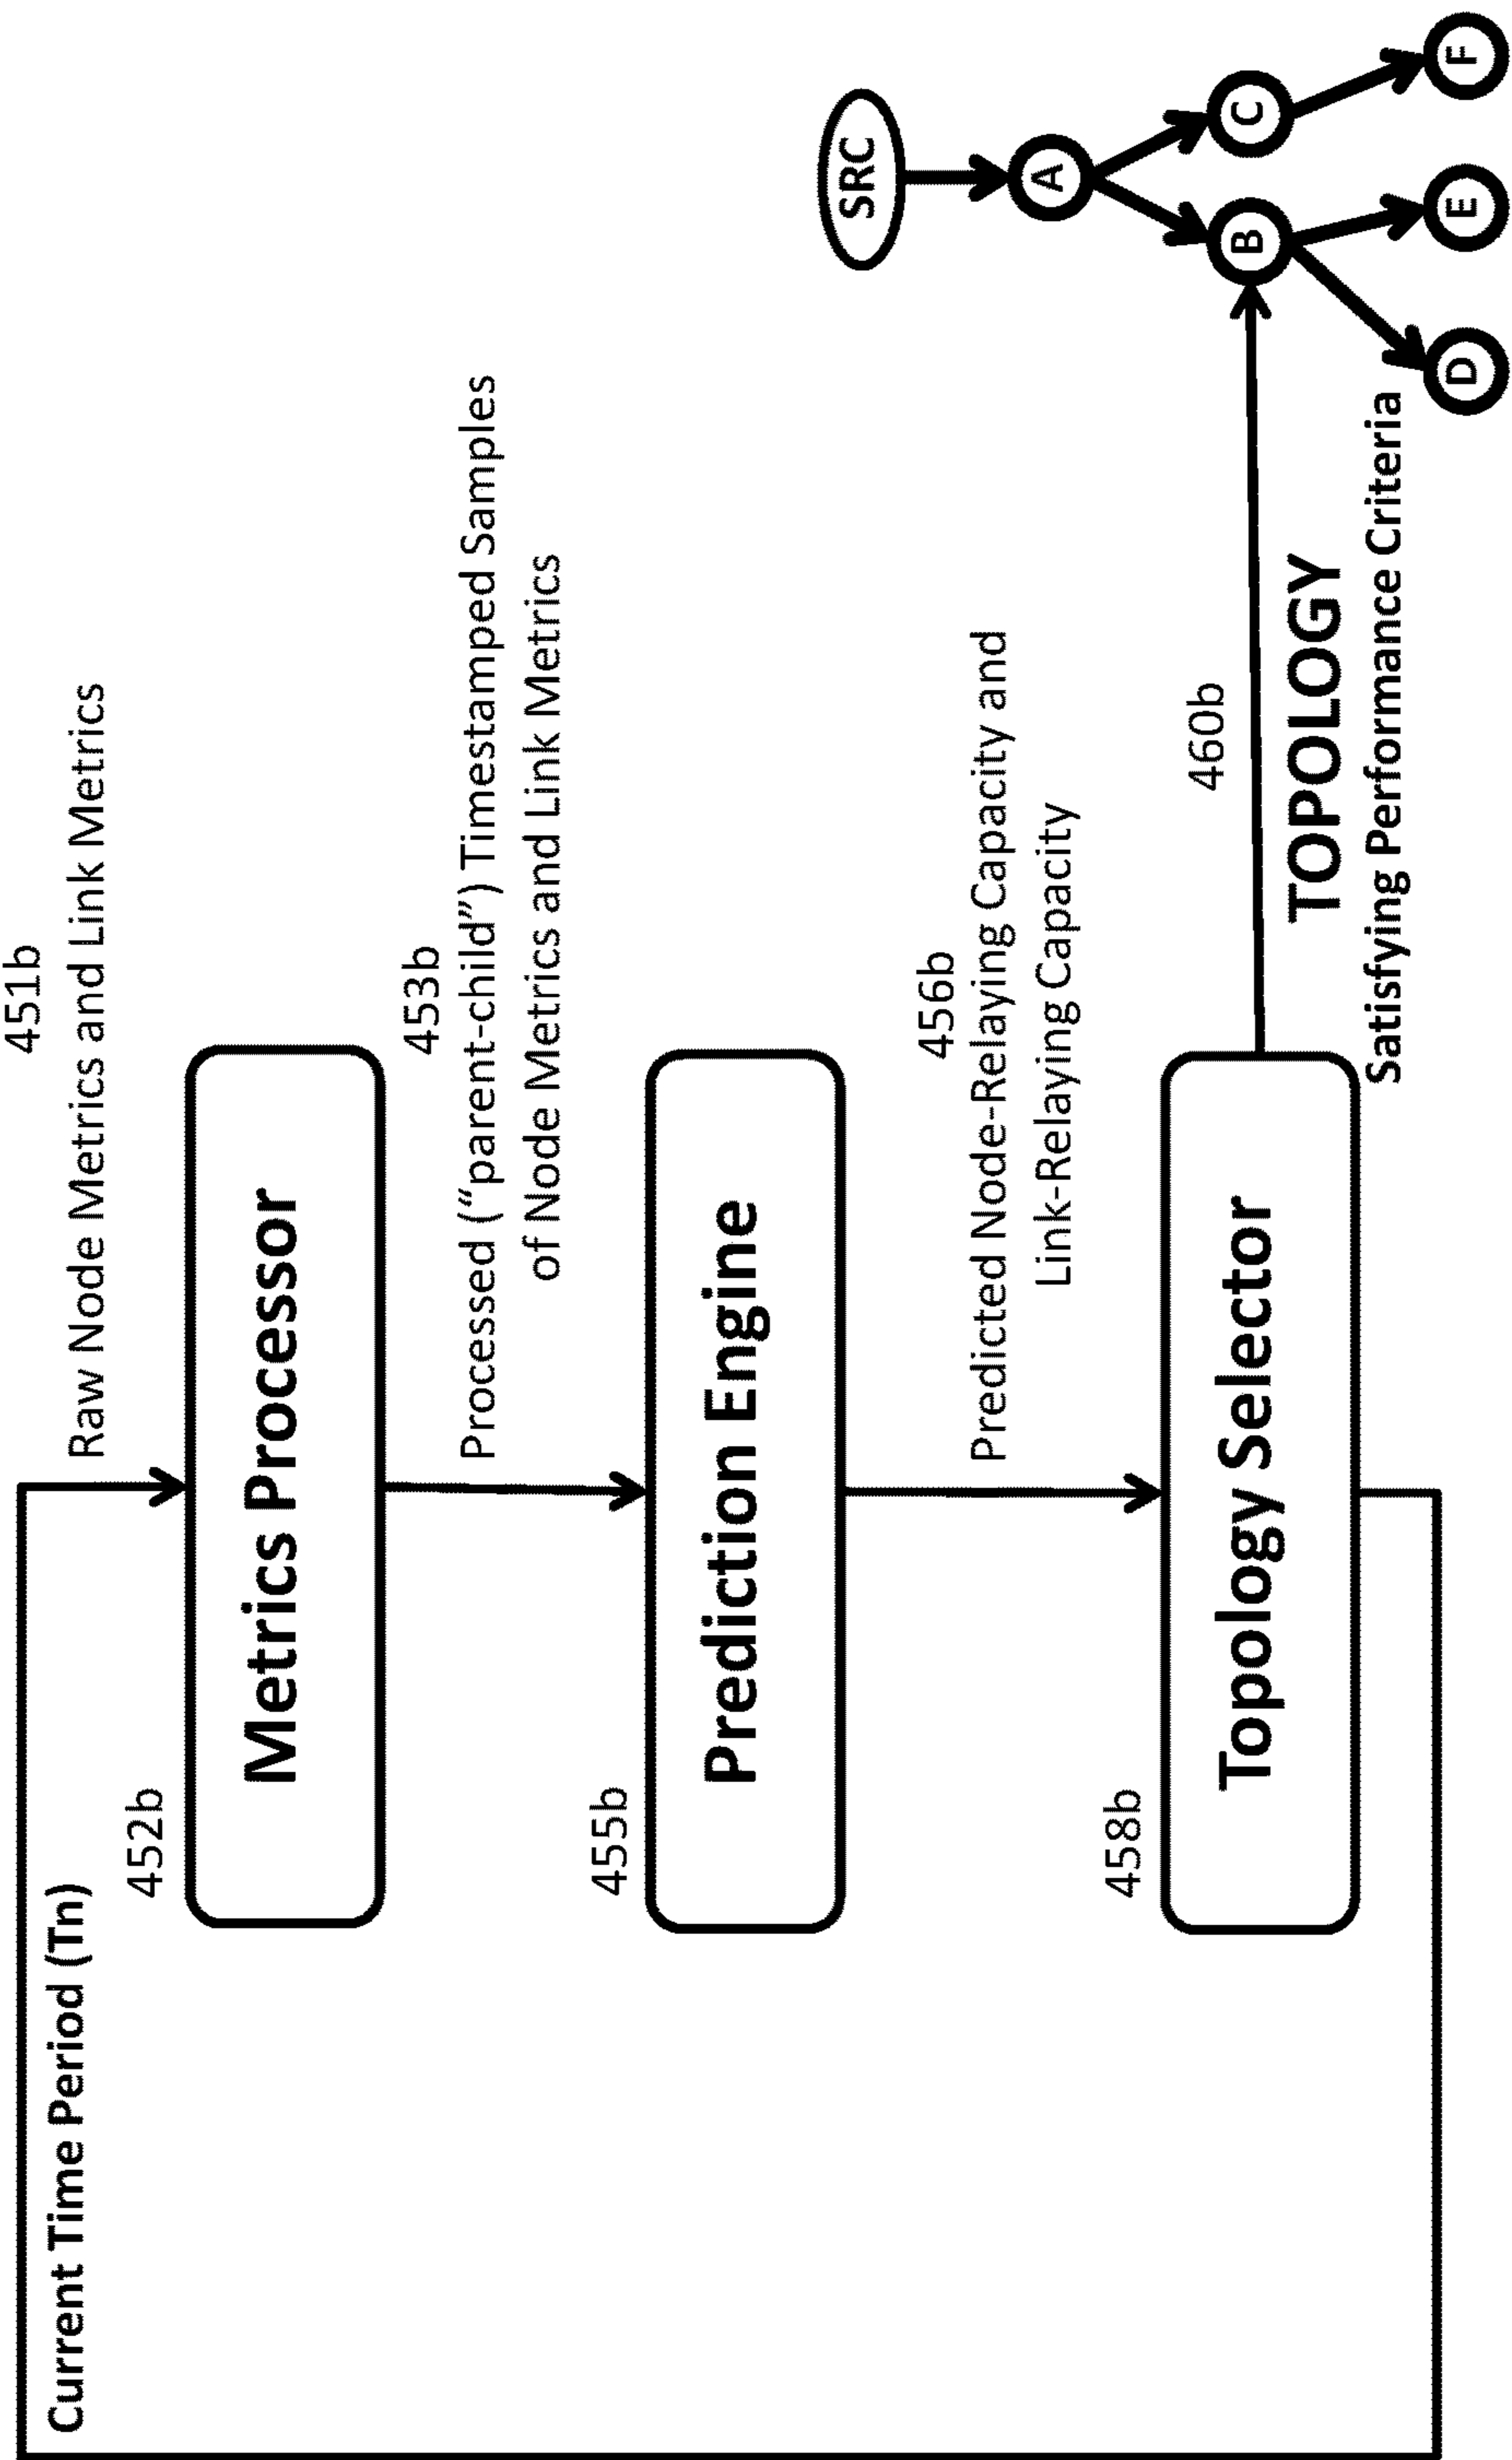 Current Time Period (Tn)
451b
Raw Node Metrics and Link Metrics
452b
Metrics Processor
453b
Processed (“parent-child”) Timestamped Samples
of Node Metrics and Link Metrics
455b
Prediction Engine
456b
Predicted Node-Relaying Capacity and
Link-Relaying Capacity
458b
Topology Selector
460b
TOPOLOGY
Satisfying Performance Criteria
SRC
A
B
C
D
E
F